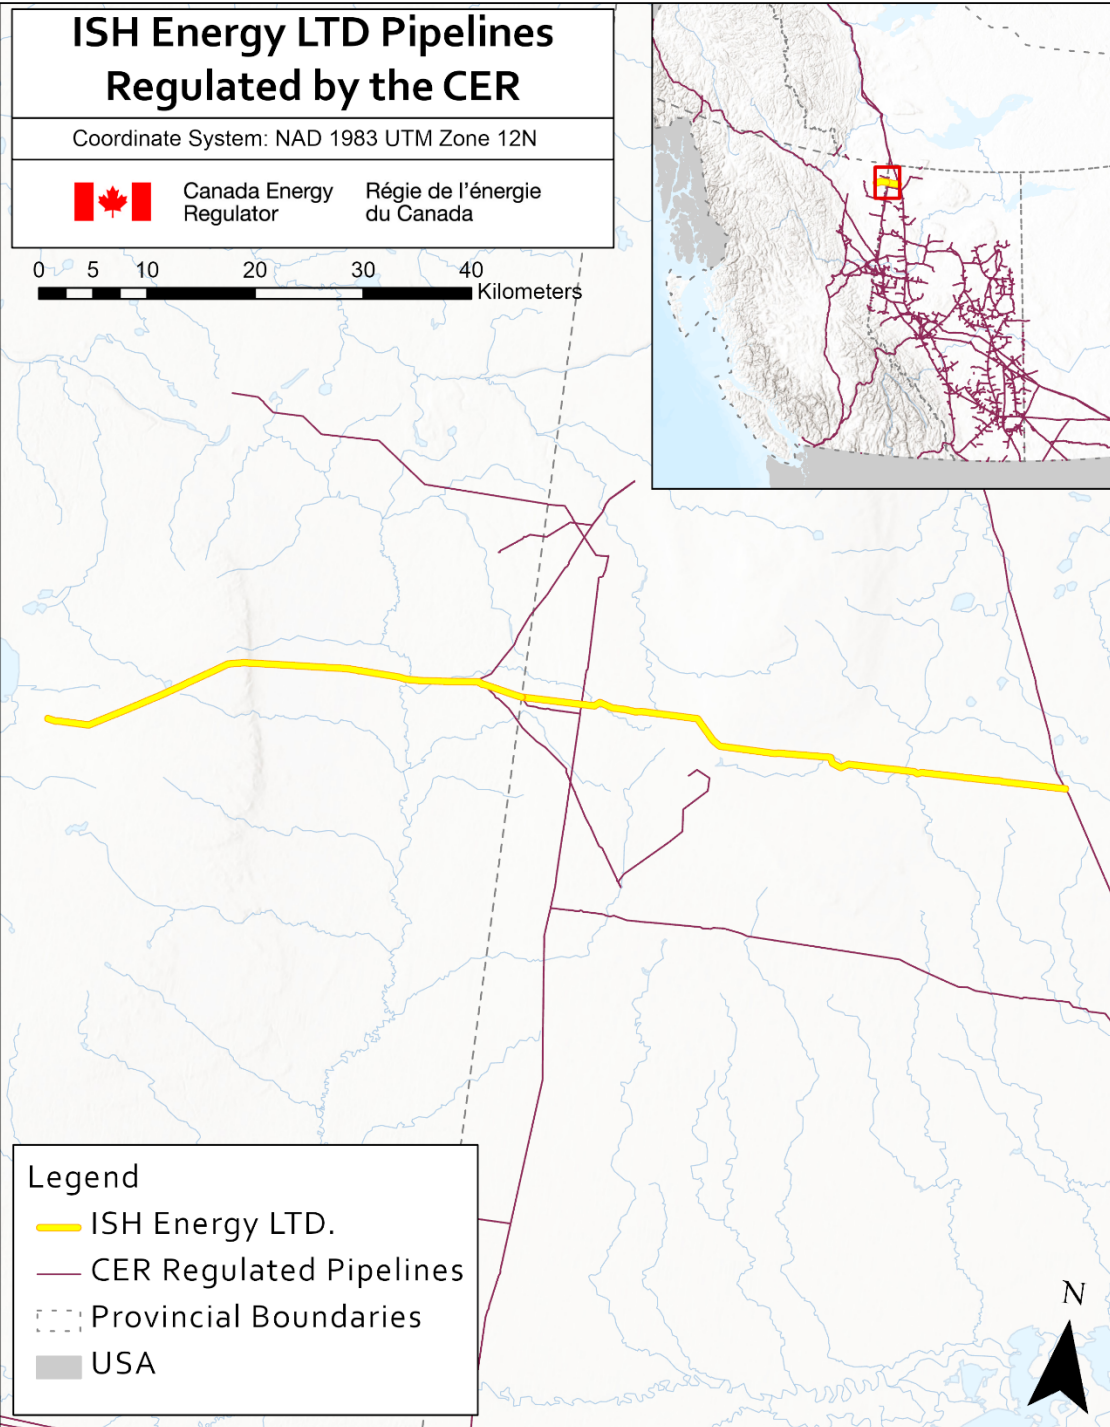 ISH Energy LTD Pipelines
Regulated by the CER
Coordinate System: NAD 1983 UTM Zone 12N
Canada Energy
Regulator
Régie de l'énergie
du Canada
0 5 10 20 30 40
Kilometers
Legend
ISH Energy LTD.
CER Regulated Pipelines
Provincial Boundaries
USA
N